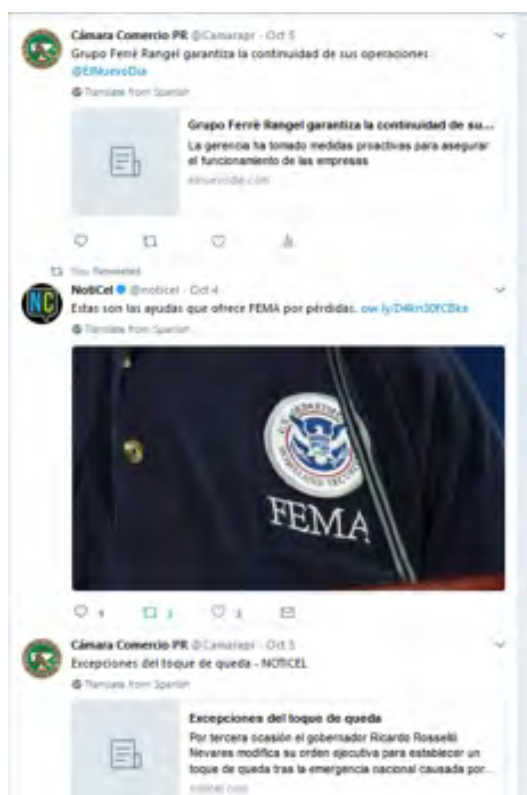 Cámara Comercio PR @Camarapr · Oct 5
Grupo Ferré Rangel garantiza la continuidad de sus operaciones
@ElNuevoDia
Translate from Spanish
Grupo Ferrè Rangel garantiza la continuidad de su...
La gerencia ha tomado medidas proactivas para asegurar
el funcionamiento de las empresas
elnuevodia.com
You Retweeted
NC
NotiCel @noticel · Oct 4
Estas son las ayudas que ofrece FEMA por pérdidas.
Translate from Spanish
FEMA
Cámara Comercio PR @Camarapr · Oct 5
Excepciones del toque de queda - NOTICEL
Translate from Spanish
Excepciones del toque de queda
Por tercera ocasión el gobernador Ricardo Rosselló
Nevares modifica su orden ejecutiva para establecer un
toque de queda tras la emergencia nacional causada por...
noticel.com